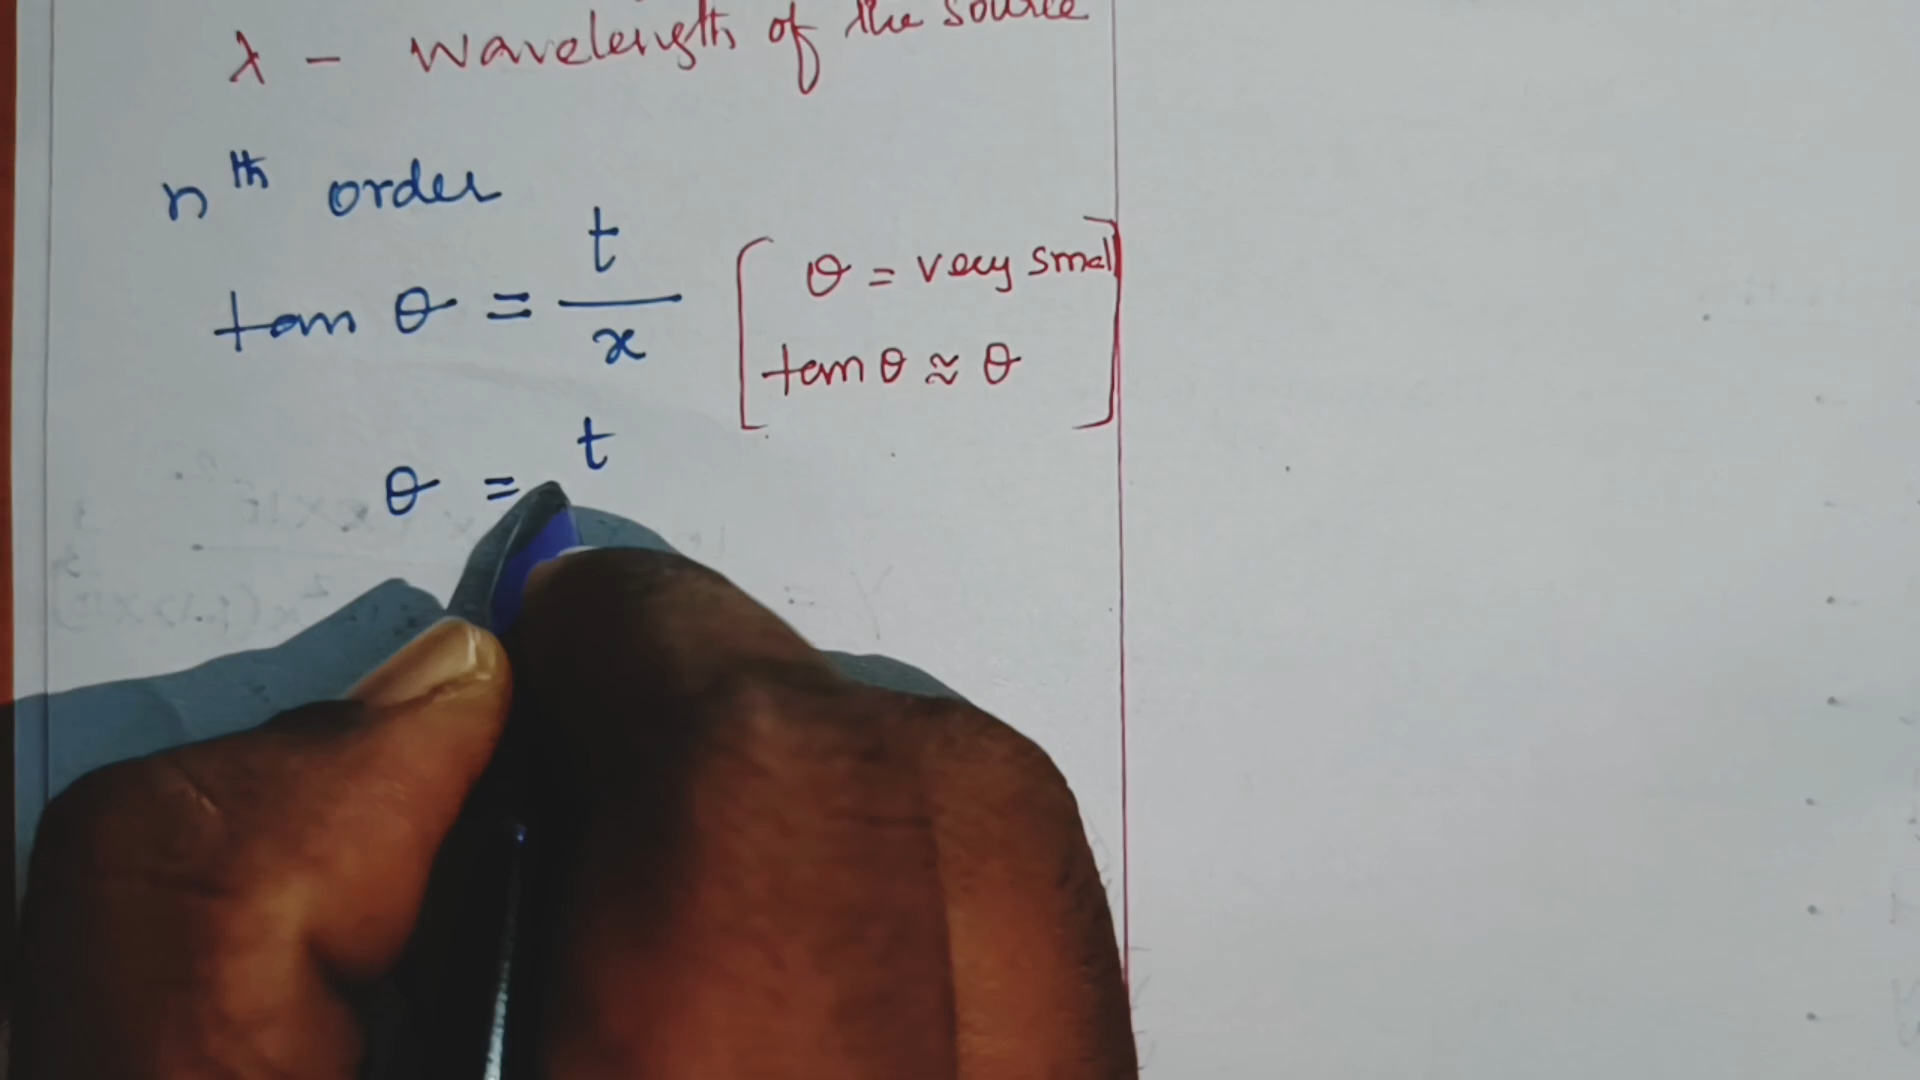 λ - wavelength of the source
nth order
tan θ = t/x [ θ = very small
tan θ ≈ θ ]
θ = t